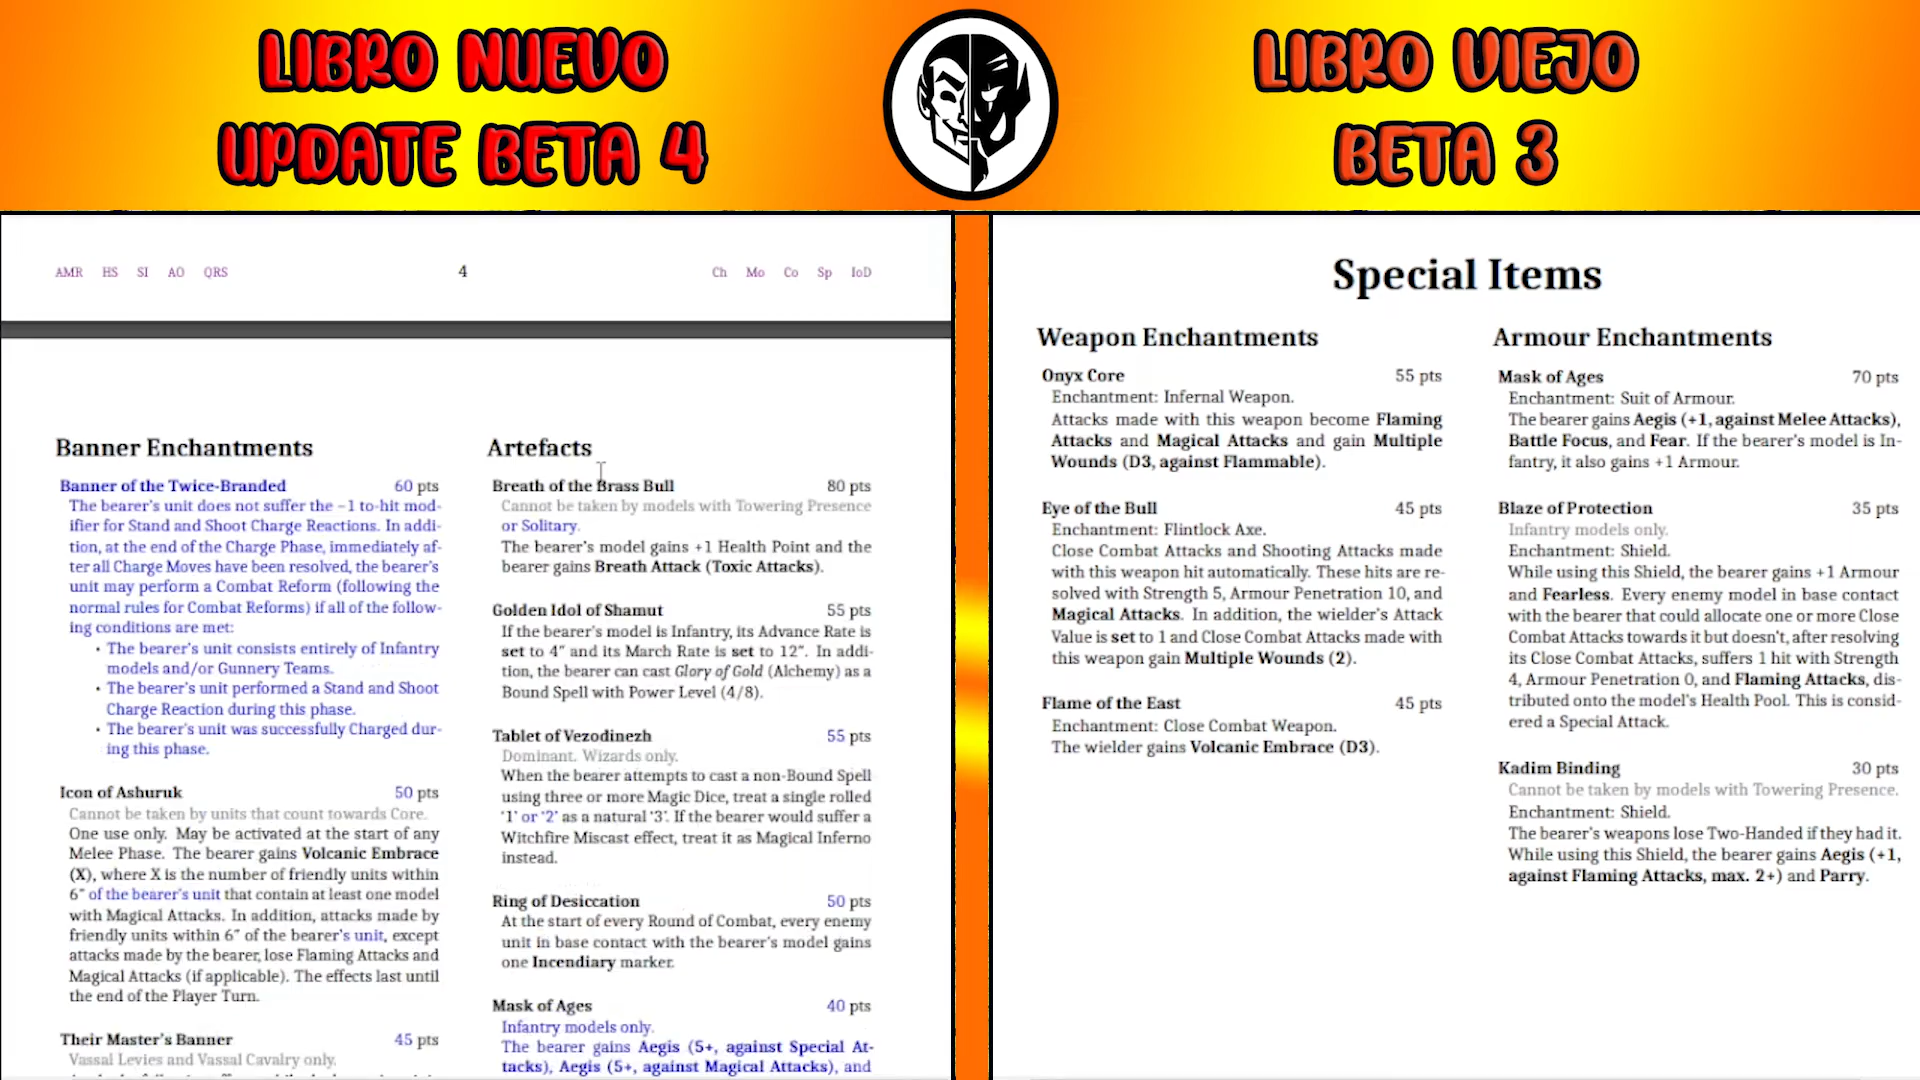 LIBRO NUEVO
UPDATE BETA 4
LIBRO VIEJO
BETA 3
AMR HS SI AO QRS
4
Ch Mo Co Sp IoD
Banner Enchantments
Banner of the Twice-Branded 60 pts
The bearer's unit does not suffer the −1 to-hit mod-
ifier for Stand and Shoot Charge Reactions. In addi-
tion, at the end of the Charge Phase, immediately af-
ter all Charge Moves have been resolved, the bearer's
unit may perform a Combat Reform (following the
normal rules for Combat Reforms) if all of the follow-
ing conditions are met:
• The bearer's unit consists entirely of Infantry
models and/or Gunnery Teams.
• The bearer's unit performed a Stand and Shoot
Charge Reaction during this phase.
• The bearer's unit was successfully Charged dur-
ing this phase.
Icon of Ashuruk 50 pts
Cannot be taken by units that count towards Core.
One use only. May be activated at the start of any
Melee Phase. The bearer gains Volcanic Embrace
(X), where X is the number of friendly units within
6″ of the bearer's unit that contain at least one model
with Magical Attacks. In addition, attacks made by
friendly units within 6″ of the bearer's unit, except
attacks made by the bearer, lose Flaming Attacks and
Magical Attacks (if applicable). The effects last until
the end of the Player Turn.
Their Master's Banner 45 pts
Vassal Levies and Vassal Cavalry only.
Artefacts
Breath of the Brass Bull 80 pts
Cannot be taken by models with Towering Presence
or Solitary.
The bearer's model gains +1 Health Point and the
bearer gains Breath Attack (Toxic Attacks).
Golden Idol of Shamut 55 pts
If the bearer's model is Infantry, its Advance Rate is
set to 4″ and its March Rate is set to 12″. In addi-
tion, the bearer can cast Glory of Gold (Alchemy) as a
Bound Spell with Power Level (4/8).
Tablet of Vezodinezh 55 pts
Dominant. Wizards only.
When the bearer attempts to cast a non-Bound Spell
using three or more Magic Dice, treat a single rolled
'1' or '2' as a natural '3'. If the bearer would suffer a
Witchfire Miscast effect, treat it as Magical Inferno
instead.
Ring of Desiccation 50 pts
At the start of every Round of Combat, every enemy
unit in base contact with the bearer's model gains
one Incendiary marker.
Mask of Ages 40 pts
Infantry models only.
The bearer gains Aegis (5+, against Special At-
tacks), Aegis (5+, against Magical Attacks), and
Special Items
Weapon Enchantments
Onyx Core 55 pts
Enchantment: Infernal Weapon.
Attacks made with this weapon become Flaming
Attacks and Magical Attacks and gain Multiple
Wounds (D3, against Flammable).
Eye of the Bull 45 pts
Enchantment: Flintlock Axe.
Close Combat Attacks and Shooting Attacks made
with this weapon hit automatically. These hits are re-
solved with Strength 5, Armour Penetration 10, and
Magical Attacks. In addition, the wielder's Attack
Value is set to 1 and Close Combat Attacks made with
this weapon gain Multiple Wounds (2).
Flame of the East 45 pts
Enchantment: Close Combat Weapon.
The wielder gains Volcanic Embrace (D3).
Armour Enchantments
Mask of Ages 70 pts
Enchantment: Suit of Armour.
The bearer gains Aegis (+1, against Melee Attacks),
Battle Focus, and Fear. If the bearer's model is In-
fantry, it also gains +1 Armour.
Blaze of Protection 35 pts
Infantry models only.
Enchantment: Shield.
While using this Shield, the bearer gains +1 Armour
and Fearless. Every enemy model in base contact
with the bearer that could allocate one or more Close
Combat Attacks towards it but doesn't, after resolving
its Close Combat Attacks, suffers 1 hit with Strength
4, Armour Penetration 0, and Flaming Attacks, dis-
tributed onto the model's Health Pool. This is consid-
ered a Special Attack.
Kadim Binding 30 pts
Cannot be taken by models with Towering Presence.
Enchantment: Shield.
The bearer's weapons lose Two-Handed if they had it.
While using this Shield, the bearer gains Aegis (+1,
against Flaming Attacks, max. 2+) and Parry.